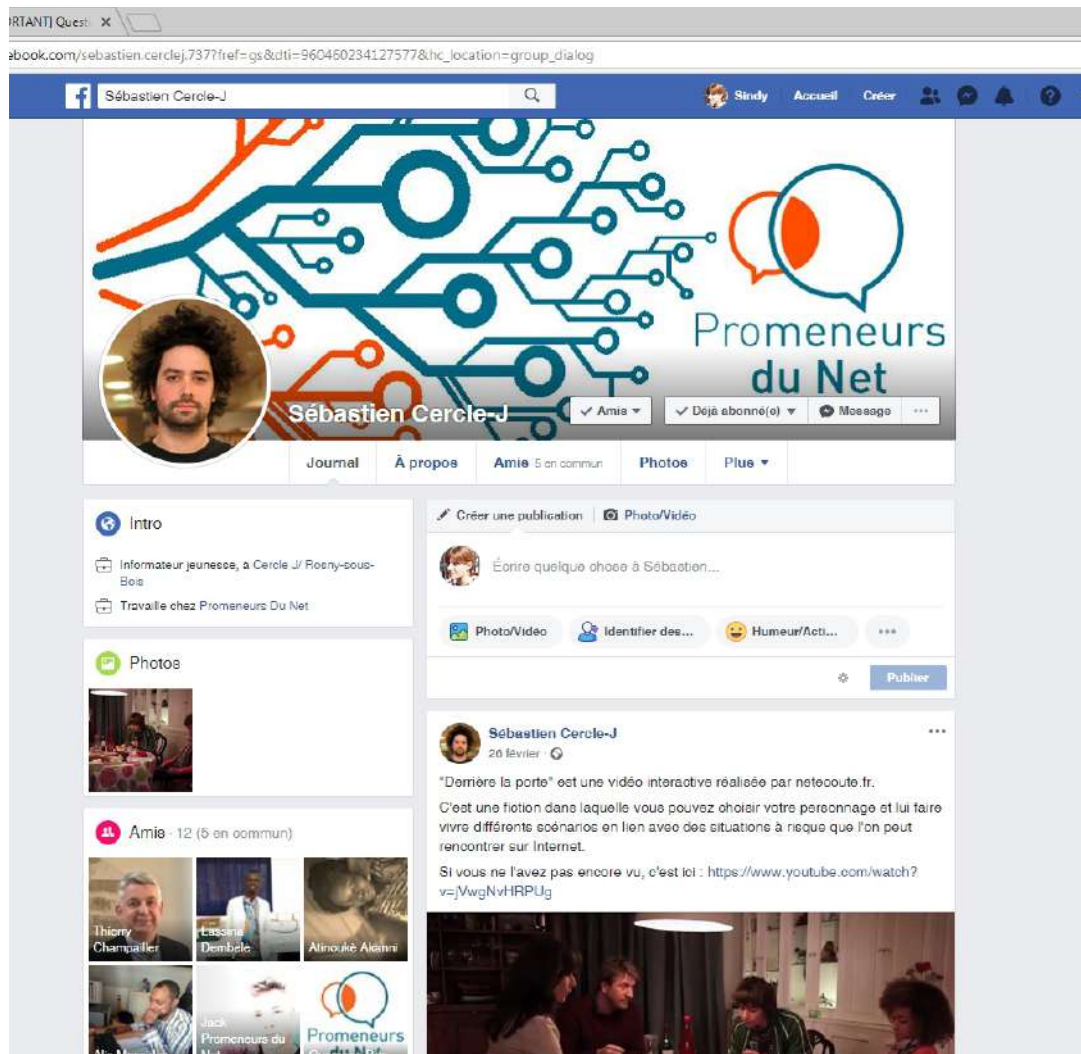 ORTANT] Quest
ebook.com/sebastien.cerclej.737?fref=gs&dti=960460234127577&hc_location=group_dialog
Sébastien Cercle-J
Sindy Accueil Créer
Promeneurs
du Net
Sébastien Cercle-J
Amis
Déjà abonné(e)
Message
Journal À propos Amis 5 en commun Photos Plus
Intro
Informateur jeunesse, à Cercle J/ Rosny-sous-
Bois
Travaille chez Promeneurs Du Net
Photos
Amis · 12 (5 en commun)
Thierry
Champailler
Lassina
Dembele
Atinoukè Akanni
Jack
Promeneurs du
Promeneurs
Créer une publication
Photo/Vidéo
Écrire quelque chose à Sébastien...
Photo/Vidéo Identifier des... Humeur/Acti...
Publier
Sébastien Cercle-J
26 février
"Derrière la porte" est une vidéo interactive réalisée par netecoute.fr.
C'est une fiction dans laquelle vous pouvez choisir votre personnage et lui faire
vivre différents scénarios en lien avec des situations à risque que l'on peut
rencontrer sur Internet.
Si vous ne l'avez pas encore vu, c'est ici : https://www.youtube.com/watch?
v=jVwgNvHRPUg